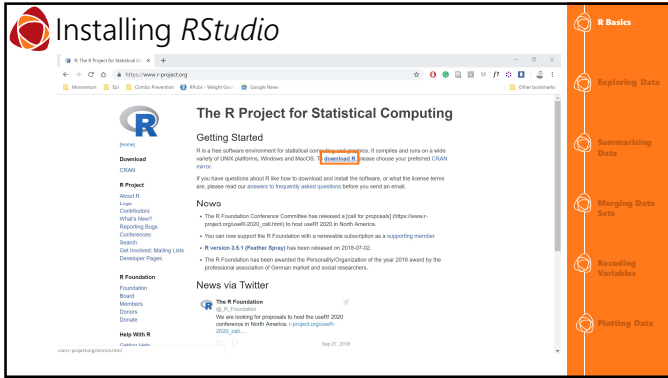 Installing RStudio
R: The R Project for Statistical C
https://www.r-project.org
Momentum
Epi
Combo Prevention
RPubs - Weight Gain
Google News
Other bookmarks
[Home]
Download
CRAN
R Project
About R
Logo
Contributors
What's New?
Reporting Bugs
Conferences
Search
Get Involved: Mailing Lists
Developer Pages
R Foundation
Foundation
Board
Members
Donors
Donate
Help With R
Getting Help
The R Project for Statistical Computing
Getting Started
R is a free software environment for statistical computing and graphics. It compiles and runs on a wide
variety of UNIX platforms, Windows and MacOS. To download R, please choose your preferred CRAN
mirror.
If you have questions about R like how to download and install the software, or what the license terms
are, please read our answers to frequently asked questions before you send an email.
News
• The R Foundation Conference Committee has released a [call for proposals] (https://www.r-
project.org/useR-2020_call.html) to host useR! 2020 in North America.
• You can now support the R Foundation with a renewable subscription as a supporting member
• R version 3.5.1 (Feather Spray) has been released on 2018-07-02.
• The R Foundation has been awarded the Personality/Organization of the year 2018 award by the
professional association of German market and social researchers.
News via Twitter
The R Foundation
@_R_Foundation
We are looking for proposals to host the useR! 2020
conference in North America. r-project.org/useR-
2020_call...
Sep 21, 2018
cran.r-project.org/mirrors.html
R Basics
Exploring Data
Summarizing
Data
Merging Data
Sets
Recoding
Variables
Plotting Data